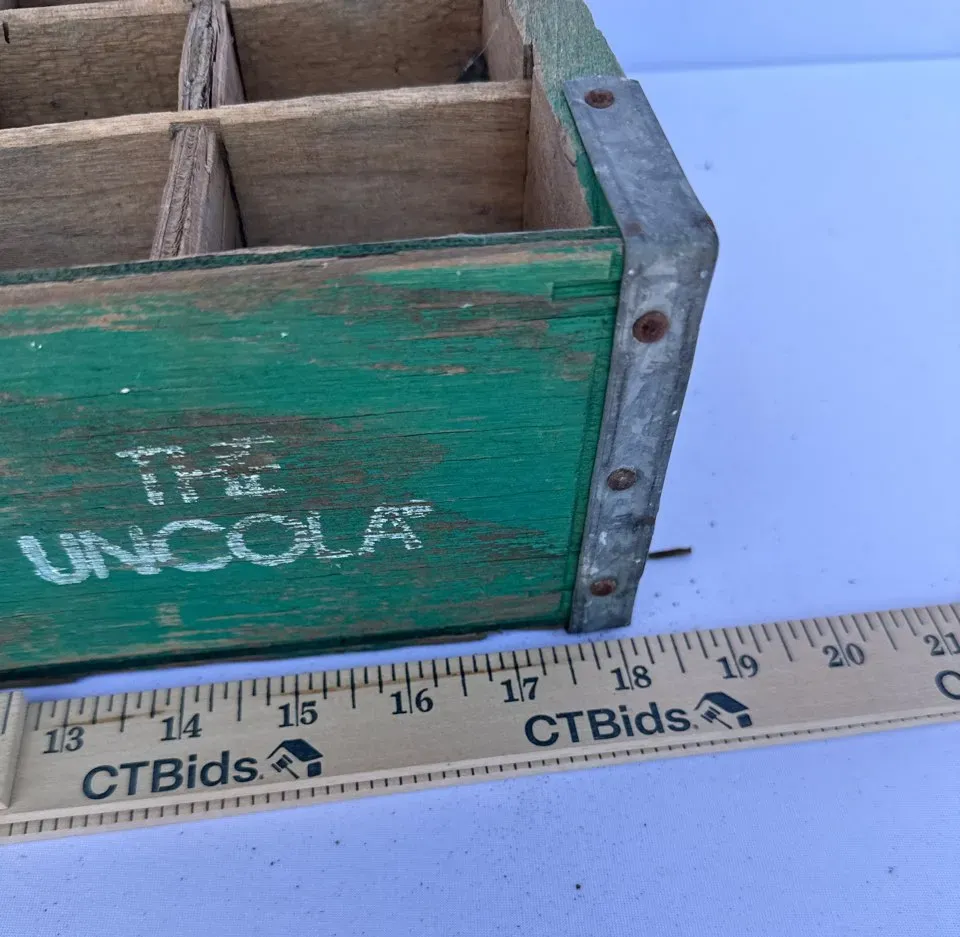 THE
UNCOLA
13 14 15 16 17 18 19 20 21
CTBids. CTBids. C